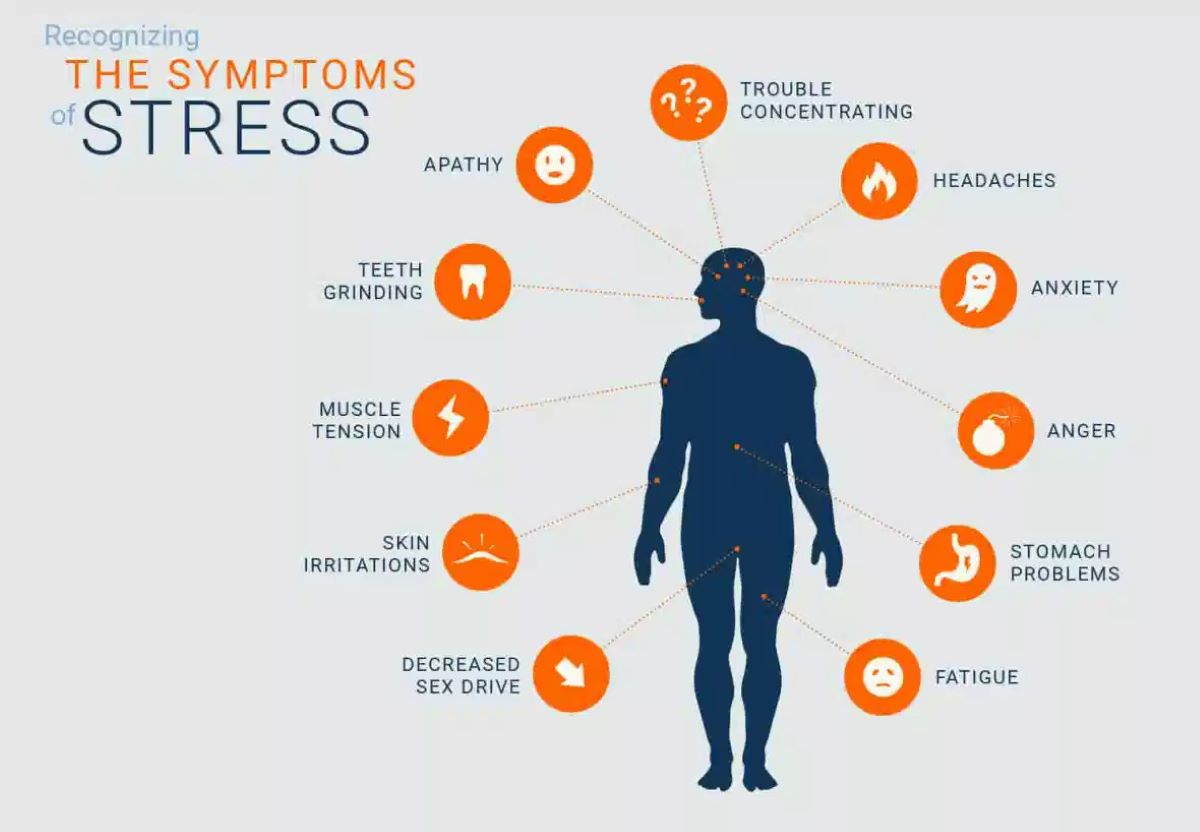 Recognizing
THE SYMPTOMS
of STRESS
TROUBLE
CONCENTRATING
APATHY
HEADACHES
TEETH
GRINDING
ANXIETY
MUSCLE
TENSION
ANGER
SKIN
IRRITATIONS
STOMACH
PROBLEMS
DECREASED
SEX DRIVE
FATIGUE